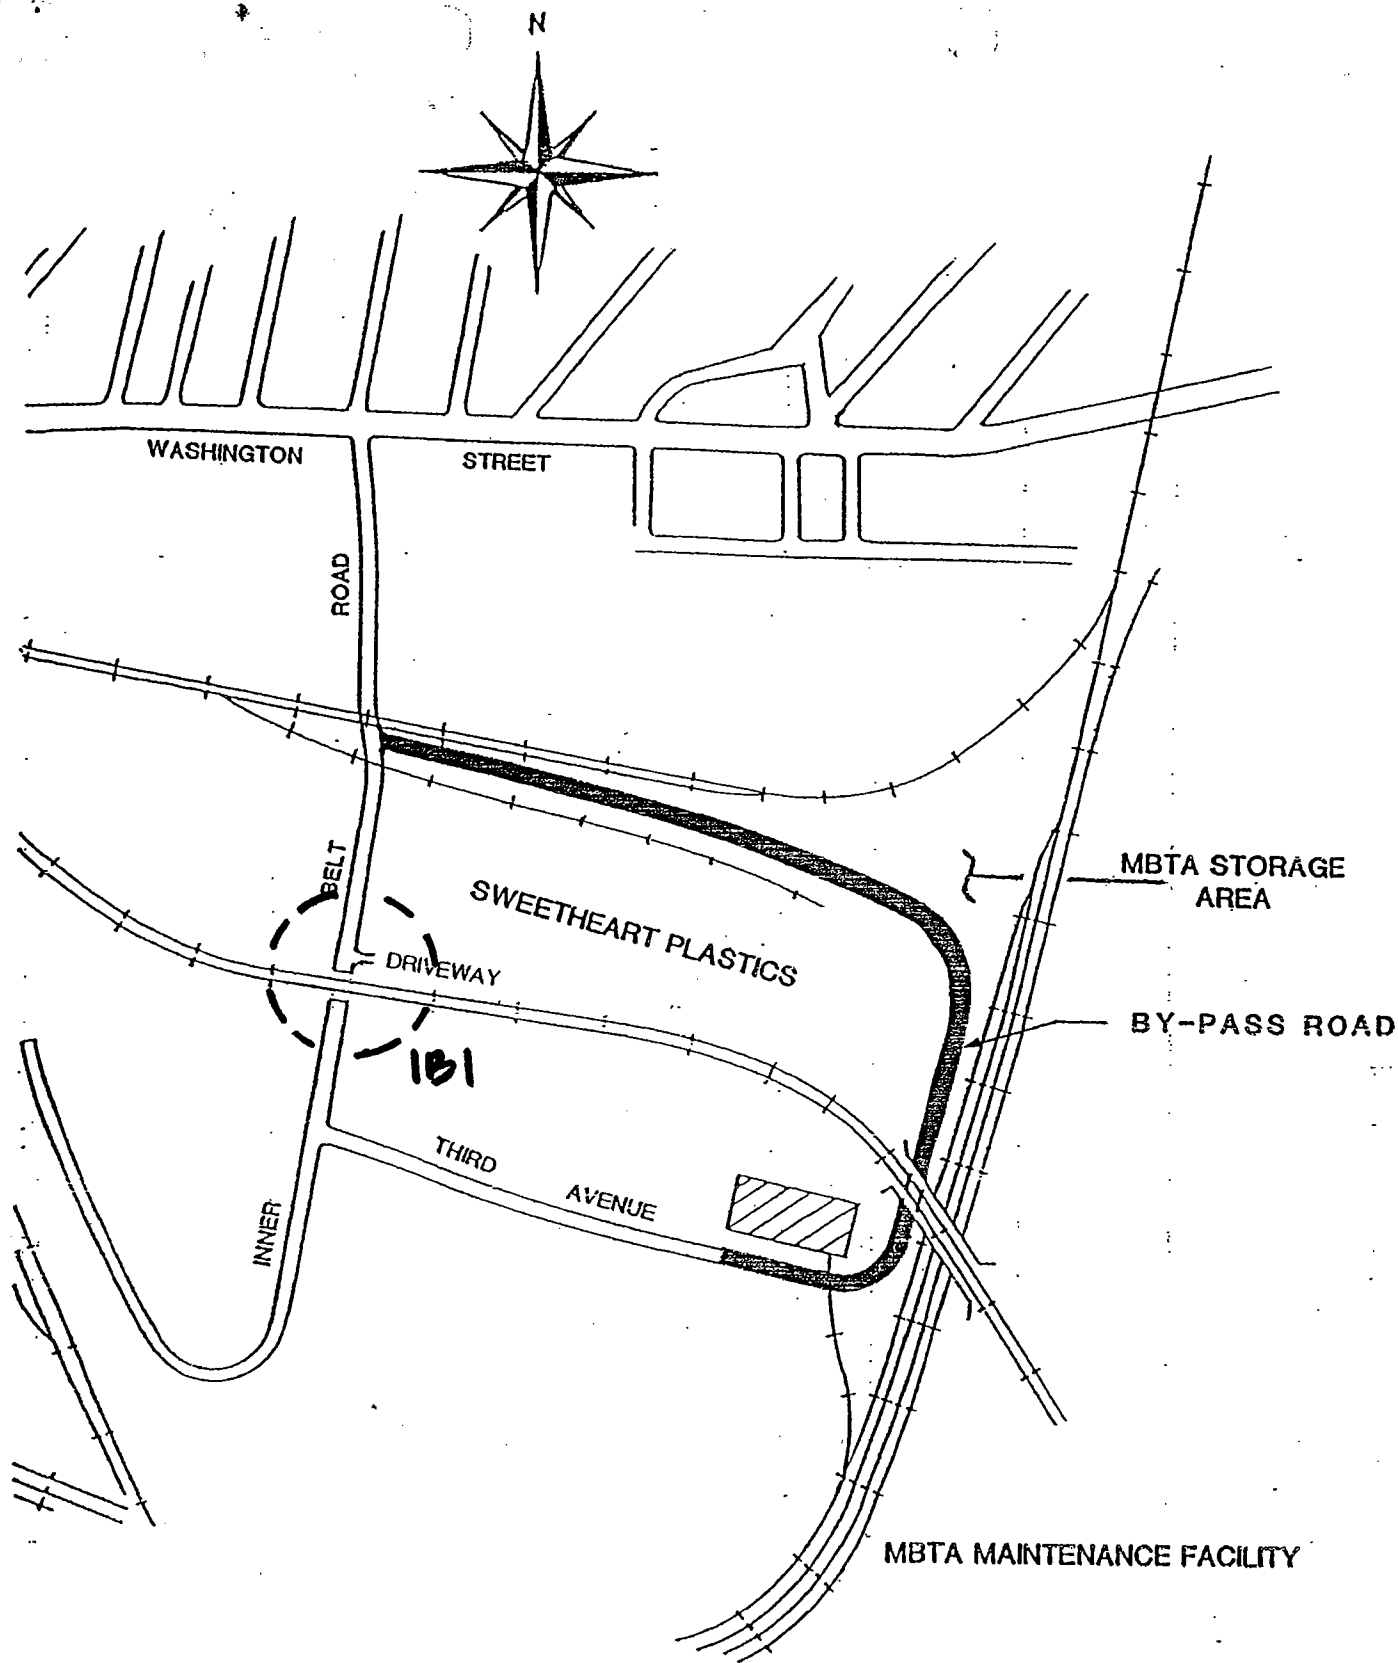 N
WASHINGTON STREET
ROAD
BELT
MBTA STORAGE
AREA
SWEETHEART PLASTICS
DRIVEWAY
BY-PASS ROAD
IBI
THIRD AVENUE
INNER
MBTA MAINTENANCE FACILITY